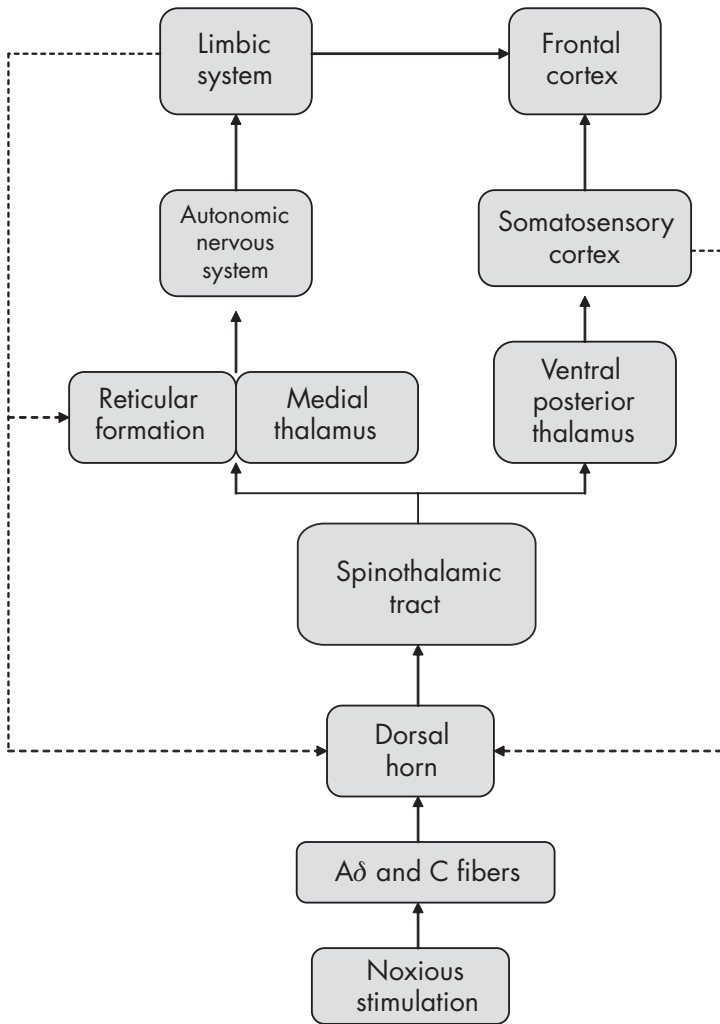 Limbic
system
Frontal
cortex
Autonomic
nervous
system
Somatosensory
cortex
Reticular
formation
Medial
thalamus
Ventral
posterior
thalamus
Spinothalamic
tract
Dorsal
horn
Aδ and C fibers
Noxious
stimulation